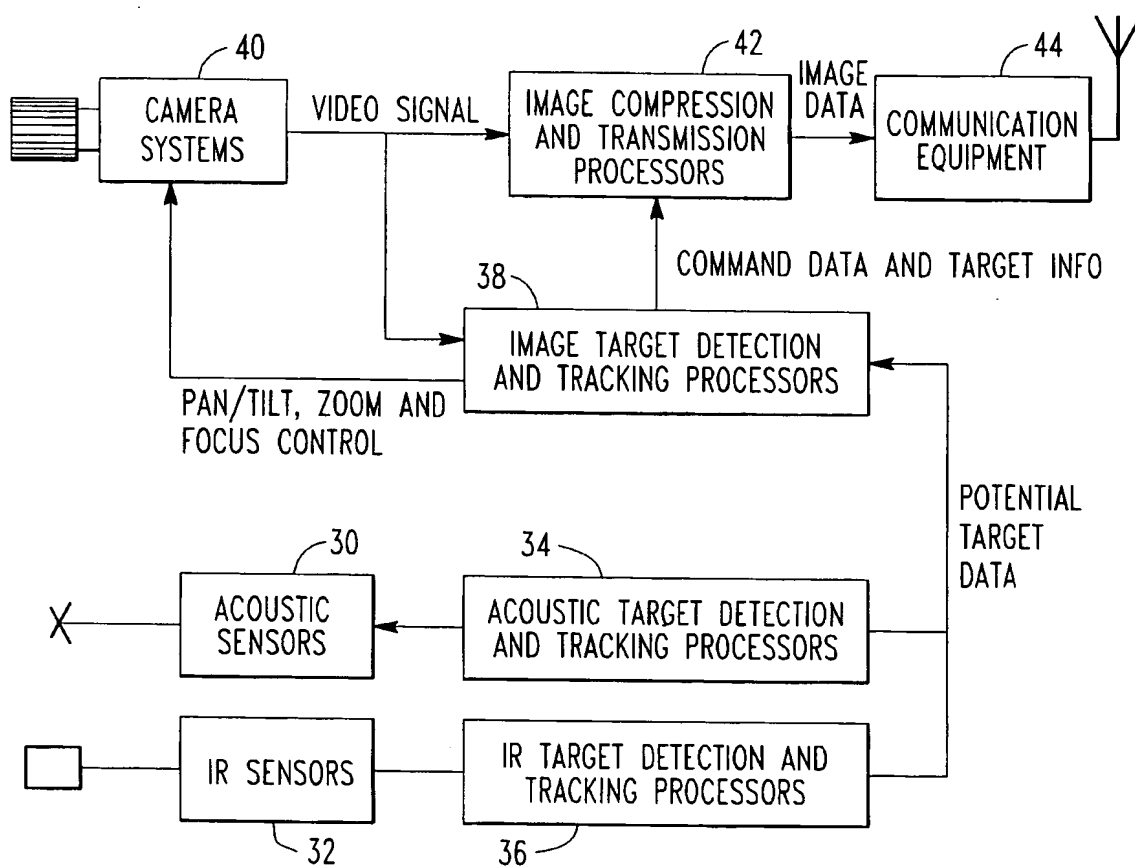 40
CAMERA
SYSTEMS
VIDEO SIGNAL
42
IMAGE COMPRESSION
AND TRANSMISSION
PROCESSORS
IMAGE
DATA
44
COMMUNICATION
EQUIPMENT
COMMAND DATA AND TARGET INFO
38
IMAGE TARGET DETECTION
AND TRACKING PROCESSORS
PAN/TILT, ZOOM AND
FOCUS CONTROL
POTENTIAL
TARGET
DATA
30
ACOUSTIC
SENSORS
34
ACOUSTIC TARGET DETECTION
AND TRACKING PROCESSORS
IR SENSORS
32
IR TARGET DETECTION AND
TRACKING PROCESSORS
36